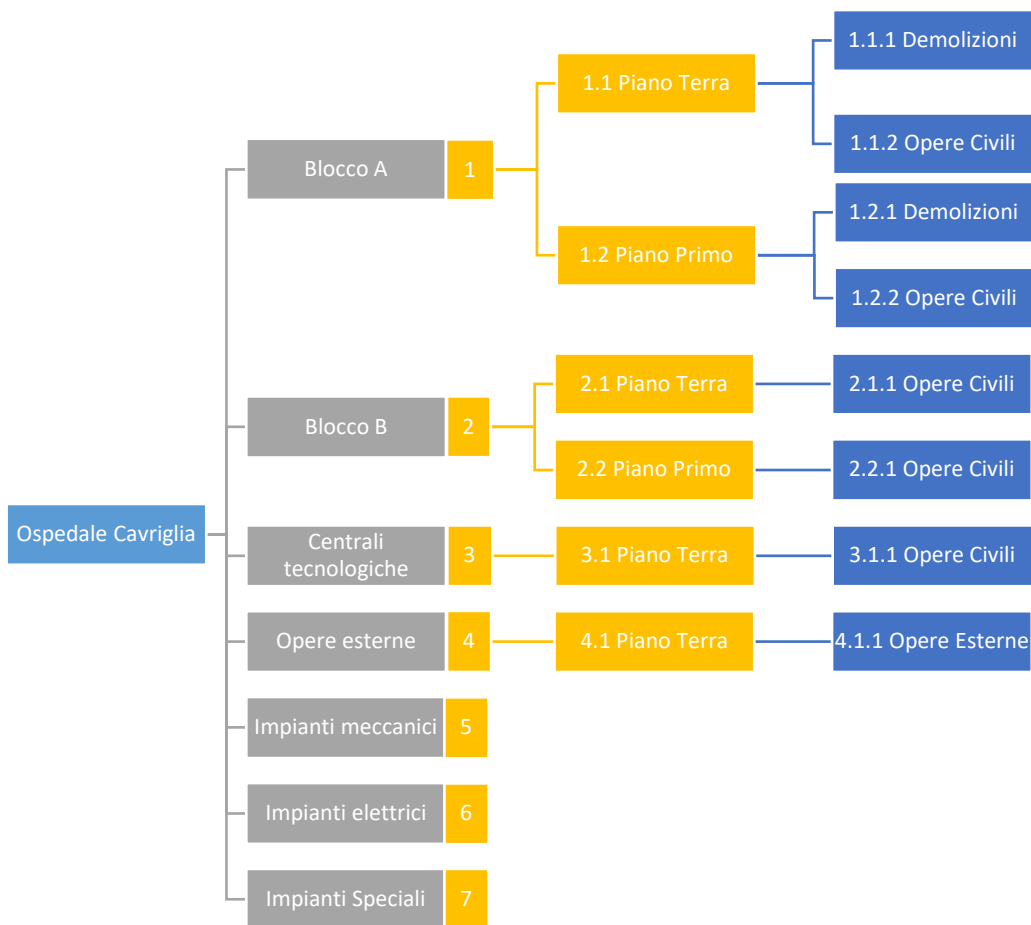 Ospedale Cavriglia
Blocco A
1
1.1 Piano Terra
1.1.1 Demolizioni
1.1.2 Opere Civili
1.2 Piano Primo
1.2.1 Demolizioni
1.2.2 Opere Civili
Blocco B
2
2.1 Piano Terra
2.1.1 Opere Civili
2.2 Piano Primo
2.2.1 Opere Civili
Centrali
tecnologiche
3
3.1 Piano Terra
3.1.1 Opere Civili
Opere esterne
4
4.1 Piano Terra
4.1.1 Opere Esterne
Impianti meccanici
5
Impianti elettrici
6
Impianti Speciali
7